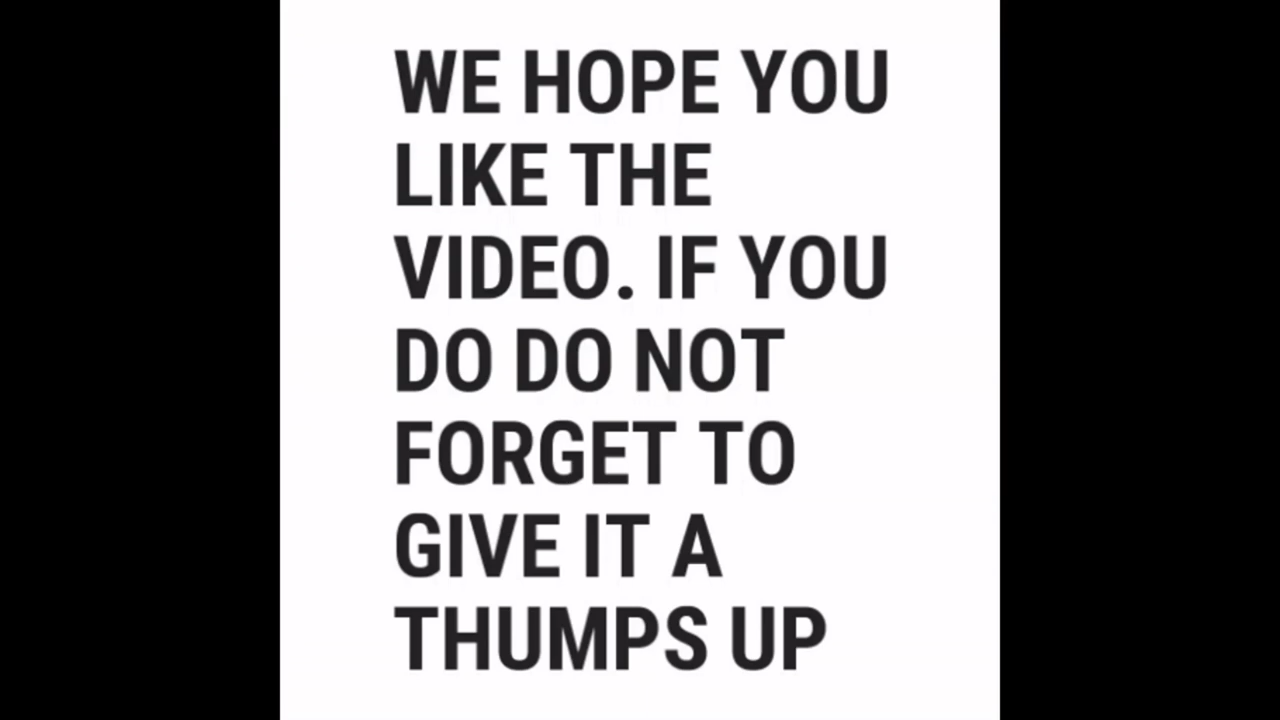 WE HOPE YOU
LIKE THE
VIDEO. IF YOU
DO DO NOT
FORGET TO
GIVE IT A
THUMPS UP